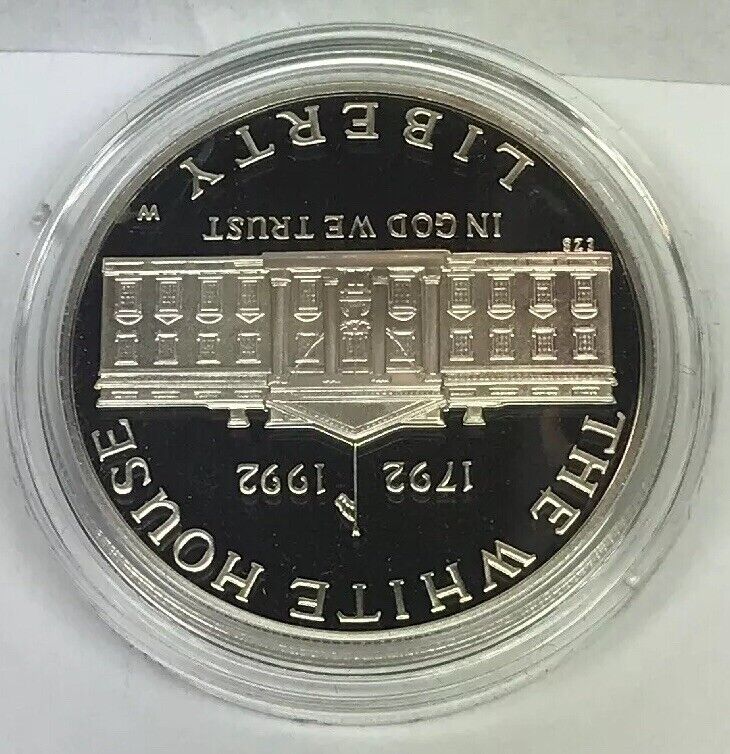 THE WHITE HOUSE
1792 1992
IN GOD WE TRUST
W
LIBERTY